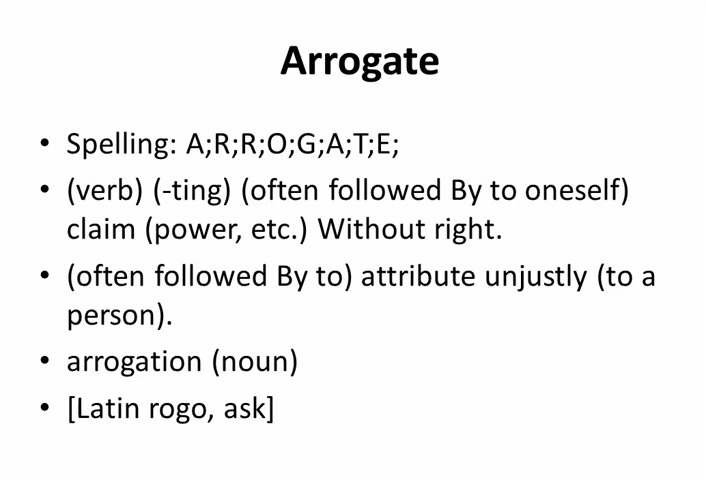 Arrogate
• Spelling: A;R;R;O;G;A;T;E;
• (verb) (-ting) (often followed By to oneself)
claim (power, etc.) Without right.
• (often followed By to) attribute unjustly (to a
person).
• arrogation (noun)
• [Latin rogo, ask]